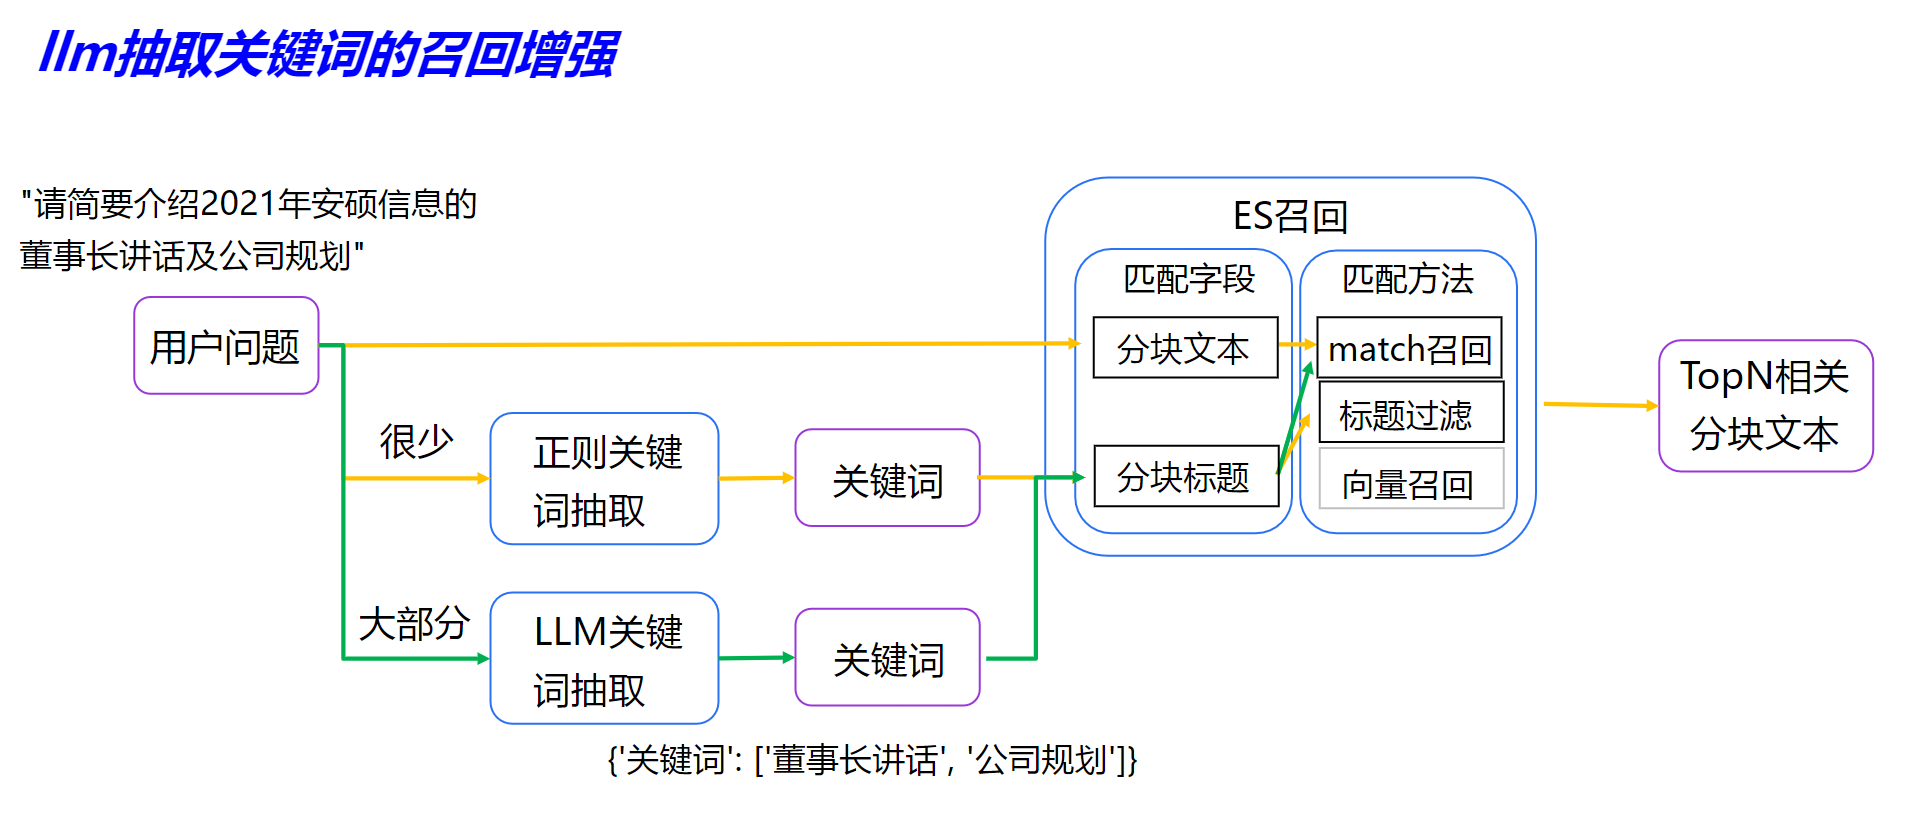 llm抽取关键词的召回增强
"请简要介绍2021年安硕信息的
董事长讲话及公司规划"
用户问题
很少
正则关键
词抽取
关键词
大部分
LLM关键
词抽取
关键词
{'关键词': ['董事长讲话', '公司规划']}
ES召回
匹配字段
分块文本
分块标题
匹配方法
match召回
标题过滤
向量召回
TopN相关
分块文本